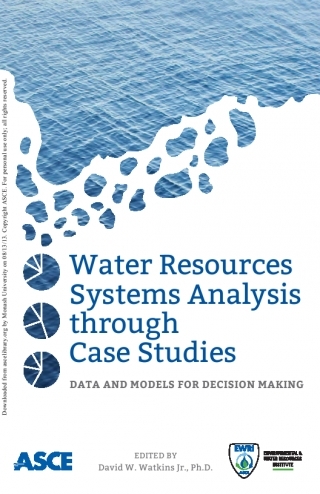 Downloaded from ascelibrary.org by Monash University on 08/13/13. Copyright ASCE. For personal use only; all rights reserved.
Water Resources
Systems Analysis
through
Case Studies
DATA AND MODELS FOR DECISION MAKING
EDITED BY
David W. Watkins Jr., Ph.D.
ASCE
EWRI
ENVIRONMENTAL &
WATER RESOURCES
INSTITUTE